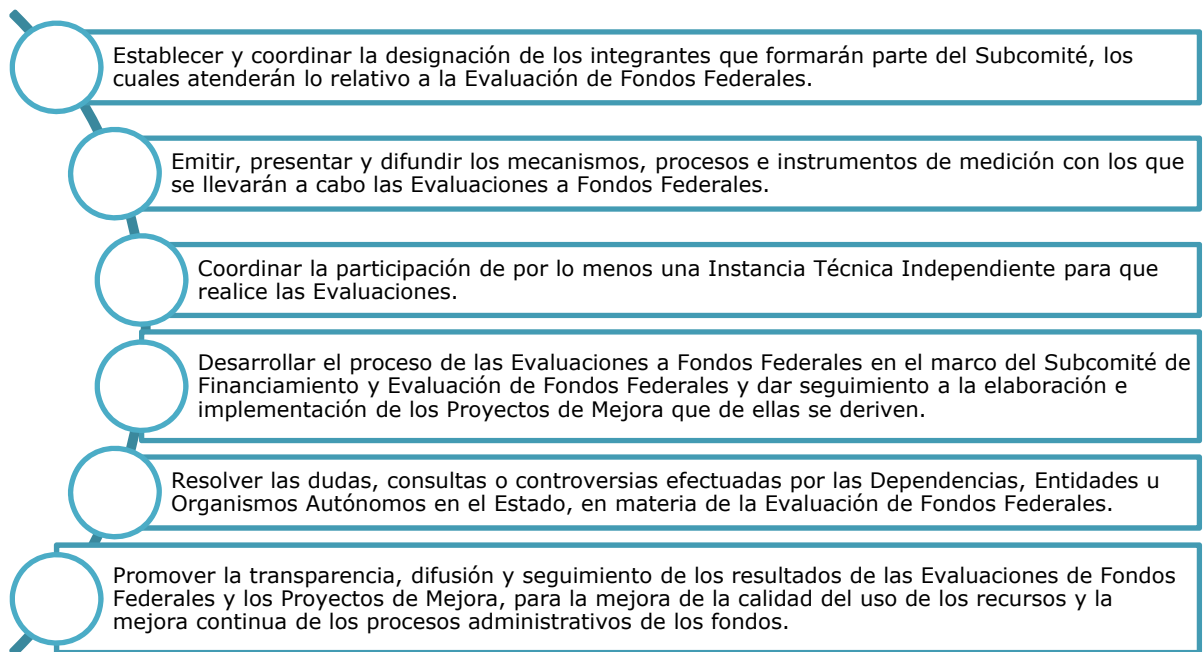 Establecer y coordinar la designación de los integrantes que formarán parte del Subcomité, los
cuales atenderán lo relativo a la Evaluación de Fondos Federales.
Emitir, presentar y difundir los mecanismos, procesos e instrumentos de medición con los que
se llevarán a cabo las Evaluaciones a Fondos Federales.
Coordinar la participación de por lo menos una Instancia Técnica Independiente para que
realice las Evaluaciones.
Desarrollar el proceso de las Evaluaciones a Fondos Federales en el marco del Subcomité de
Financiamiento y Evaluación de Fondos Federales y dar seguimiento a la elaboración e
implementación de los Proyectos de Mejora que de ellas se deriven.
Resolver las dudas, consultas o controversias efectuadas por las Dependencias, Entidades u
Organismos Autónomos en el Estado, en materia de la Evaluación de Fondos Federales.
Promover la transparencia, difusión y seguimiento de los resultados de las Evaluaciones de Fondos
Federales y los Proyectos de Mejora, para la mejora de la calidad del uso de los recursos y la
mejora continua de los procesos administrativos de los fondos.